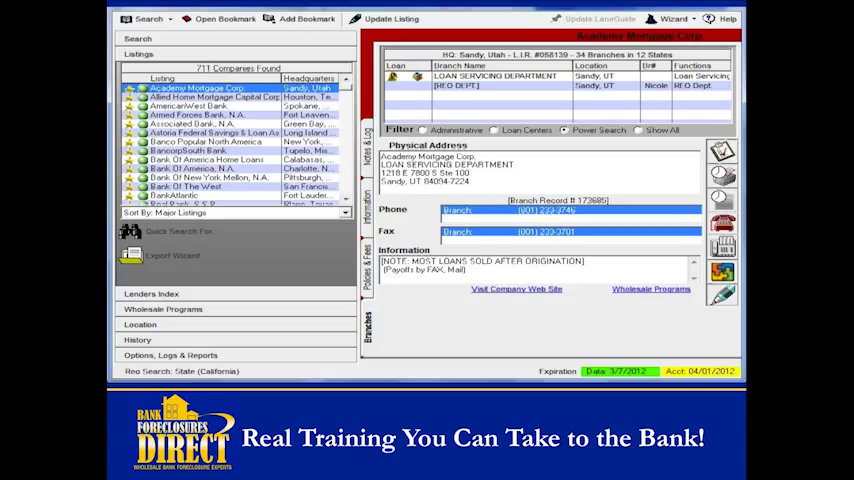 Search
Open Bookmark
Add Bookmark
Update Listing
Update LaneGuide
Wizard
Help
Search
Listings
711 Companies Found
Listing Headquarters
Academy Mortgage Corp. Sandy, Utah
Allied Home Mortgage Capital Corp Houston, Te...
AmericanWest Bank Spokane, ...
Armed Forces Bank, N.A. Fort Leaven...
Associated Bank, N.A. Green Bay, ...
Astoria Federal Savings & Loan As Long Island ...
Banco Popular North America New York, ...
BancorpSouth Bank Tupelo, Mis...
Bank Of America Home Loans Calabasas, ...
Bank Of America, N.A. Charlotte, N...
Bank Of New York Mellon, N.A. Pittsburgh, ...
Bank Of The West San Francis...
BankAtlantic Fort Lauder...
Sort By: Major Listings
Quick Search For...
Export Wizard
Lenders Index
Wholesale Programs
Location
History
Options, Logs & Reports
Reo Search: State (California)
Academy Mortgage Corp.
HQ: Sandy, Utah - L.I.R. #058139 - 34 Branches in 12 States
Loan Branch Name Location Ur# Functions
LOAN SERVICING DEPARTMENT Sandy, UT Loan Servicing
[REO DEPT.] Sandy, UT Nicole REO Dept.
Filter Administrative Loan Centers Power Search Show All
Notes & Log
Information
Policies & Fees
Branches
Physical Address
Academy Mortgage Corp.
LOAN SERVICING DEPARTMENT
1218 E 7800 S Ste 100
Sandy, UT 84094-7224
[Branch Record # 173685]
Phone Branch: (801) 233-3746
Fax Branch: (801) 233-3701
Information
[NOTE: MOST LOANS SOLD AFTER ORIGINATION]
(Payoffs by FAX, Mail)
Visit Company Web Site Wholesale Programs
Expiration Data: 3/7/2012 Acct: 04/01/2012
BANK
FORECLOSURES
DIRECT
WHOLESALE BANK FORECLOSURE EXPERTS
Real Training You Can Take to the Bank!